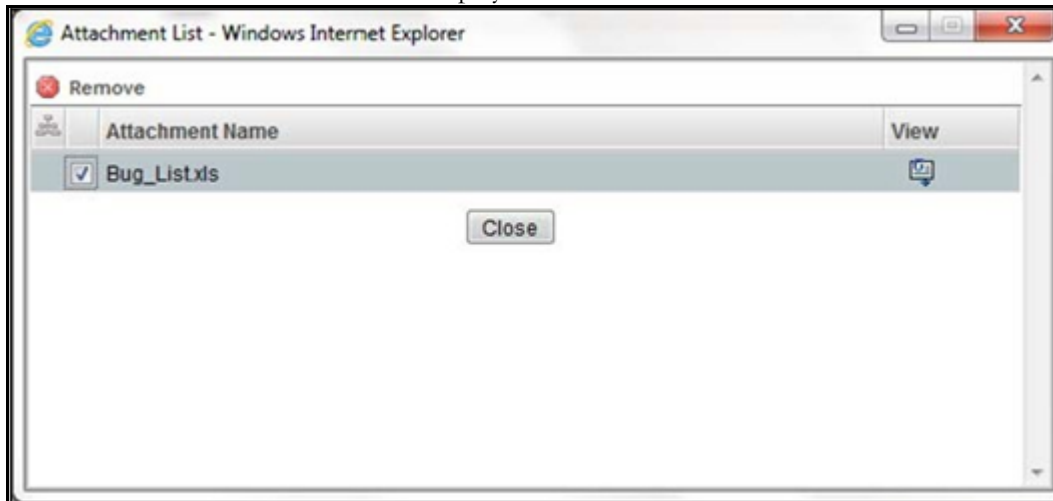 Attachment List - Windows Internet Explorer
Remove
Attachment Name View
Bug_List.xls
Close